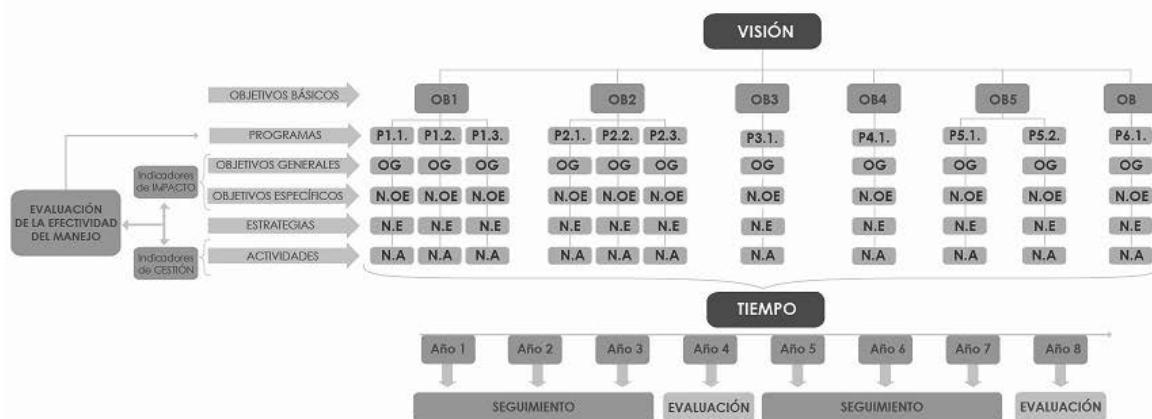 VISIÓN
OBJETIVOS BÁSICOS OB1 OB2 OB3 OB4 OB5 OB
PROGRAMAS P1.1. P1.2. P1.3. P2.1. P2.2. P2.3. P3.1. P4.1. P5.1. P5.2. P6.1.
OBJETIVOS GENERALES OG OG OG OG OG OG OG OG OG OG OG
Indicadores
de IMPACTO
OBJETIVOS ESPECÍFICOS N.OE N.OE N.OE N.OE N.OE N.OE N.OE N.OE N.OE N.OE N.OE
EVALUACIÓN
DE LA EFECTIVIDAD
DEL MANEJO
ESTRATEGIAS N.E N.E N.E N.E N.E N.E N.E N.E N.E N.E N.E
Indicadores
de GESTIÓN
ACTIVIDADES N.A N.A N.A N.A N.A N.A N.A N.A N.A N.A N.A
TIEMPO
Año 1 Año 2 Año 3 Año 4 Año 5 Año 6 Año 7 Año 8
SEGUIMIENTO EVALUACIÓN SEGUIMIENTO EVALUACIÓN